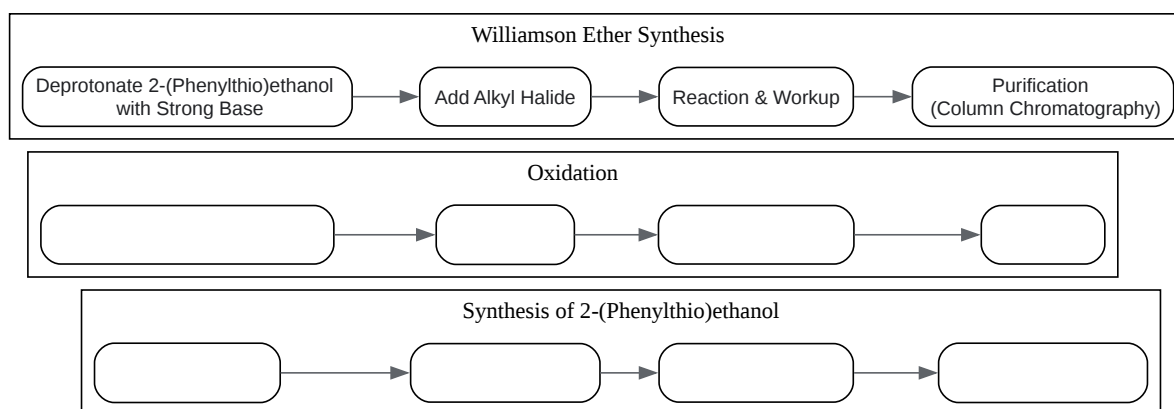 Williamson Ether Synthesis
Deprotonate 2-(Phenylthio)ethanol
with Strong Base
Add Alkyl Halide
Reaction & Workup
Purification
(Column Chromatography)
Oxidation
Synthesis of 2-(Phenylthio)ethanol